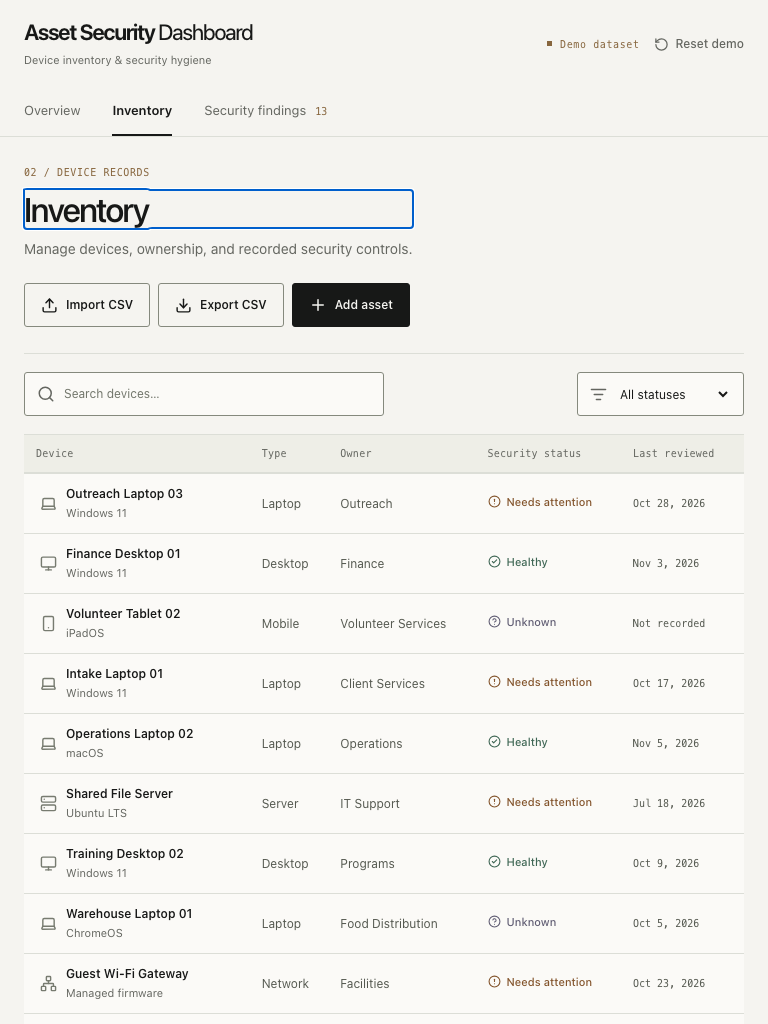 Asset Security Dashboard
Device inventory & security hygiene
Demo dataset
Reset demo
Overview
Inventory
Security findings 13
02 / DEVICE RECORDS
Inventory
Manage devices, ownership, and recorded security controls.
Import CSV
Export CSV
Add asset
Search devices...
All statuses
Device Type Owner Security status Last reviewed
Outreach Laptop 03
Windows 11
Laptop Outreach Needs attention Oct 28, 2026
Finance Desktop 01
Windows 11
Desktop Finance Healthy Nov 3, 2026
Volunteer Tablet 02
iPadOS
Mobile Volunteer Services Unknown Not recorded
Intake Laptop 01
Windows 11
Laptop Client Services Needs attention Oct 17, 2026
Operations Laptop 02
macOS
Laptop Operations Healthy Nov 5, 2026
Shared File Server
Ubuntu LTS
Server IT Support Needs attention Jul 18, 2026
Training Desktop 02
Windows 11
Desktop Programs Healthy Oct 9, 2026
Warehouse Laptop 01
ChromeOS
Laptop Food Distribution Unknown Oct 5, 2026
Guest Wi-Fi Gateway
Managed firmware
Network Facilities Needs attention Oct 23, 2026